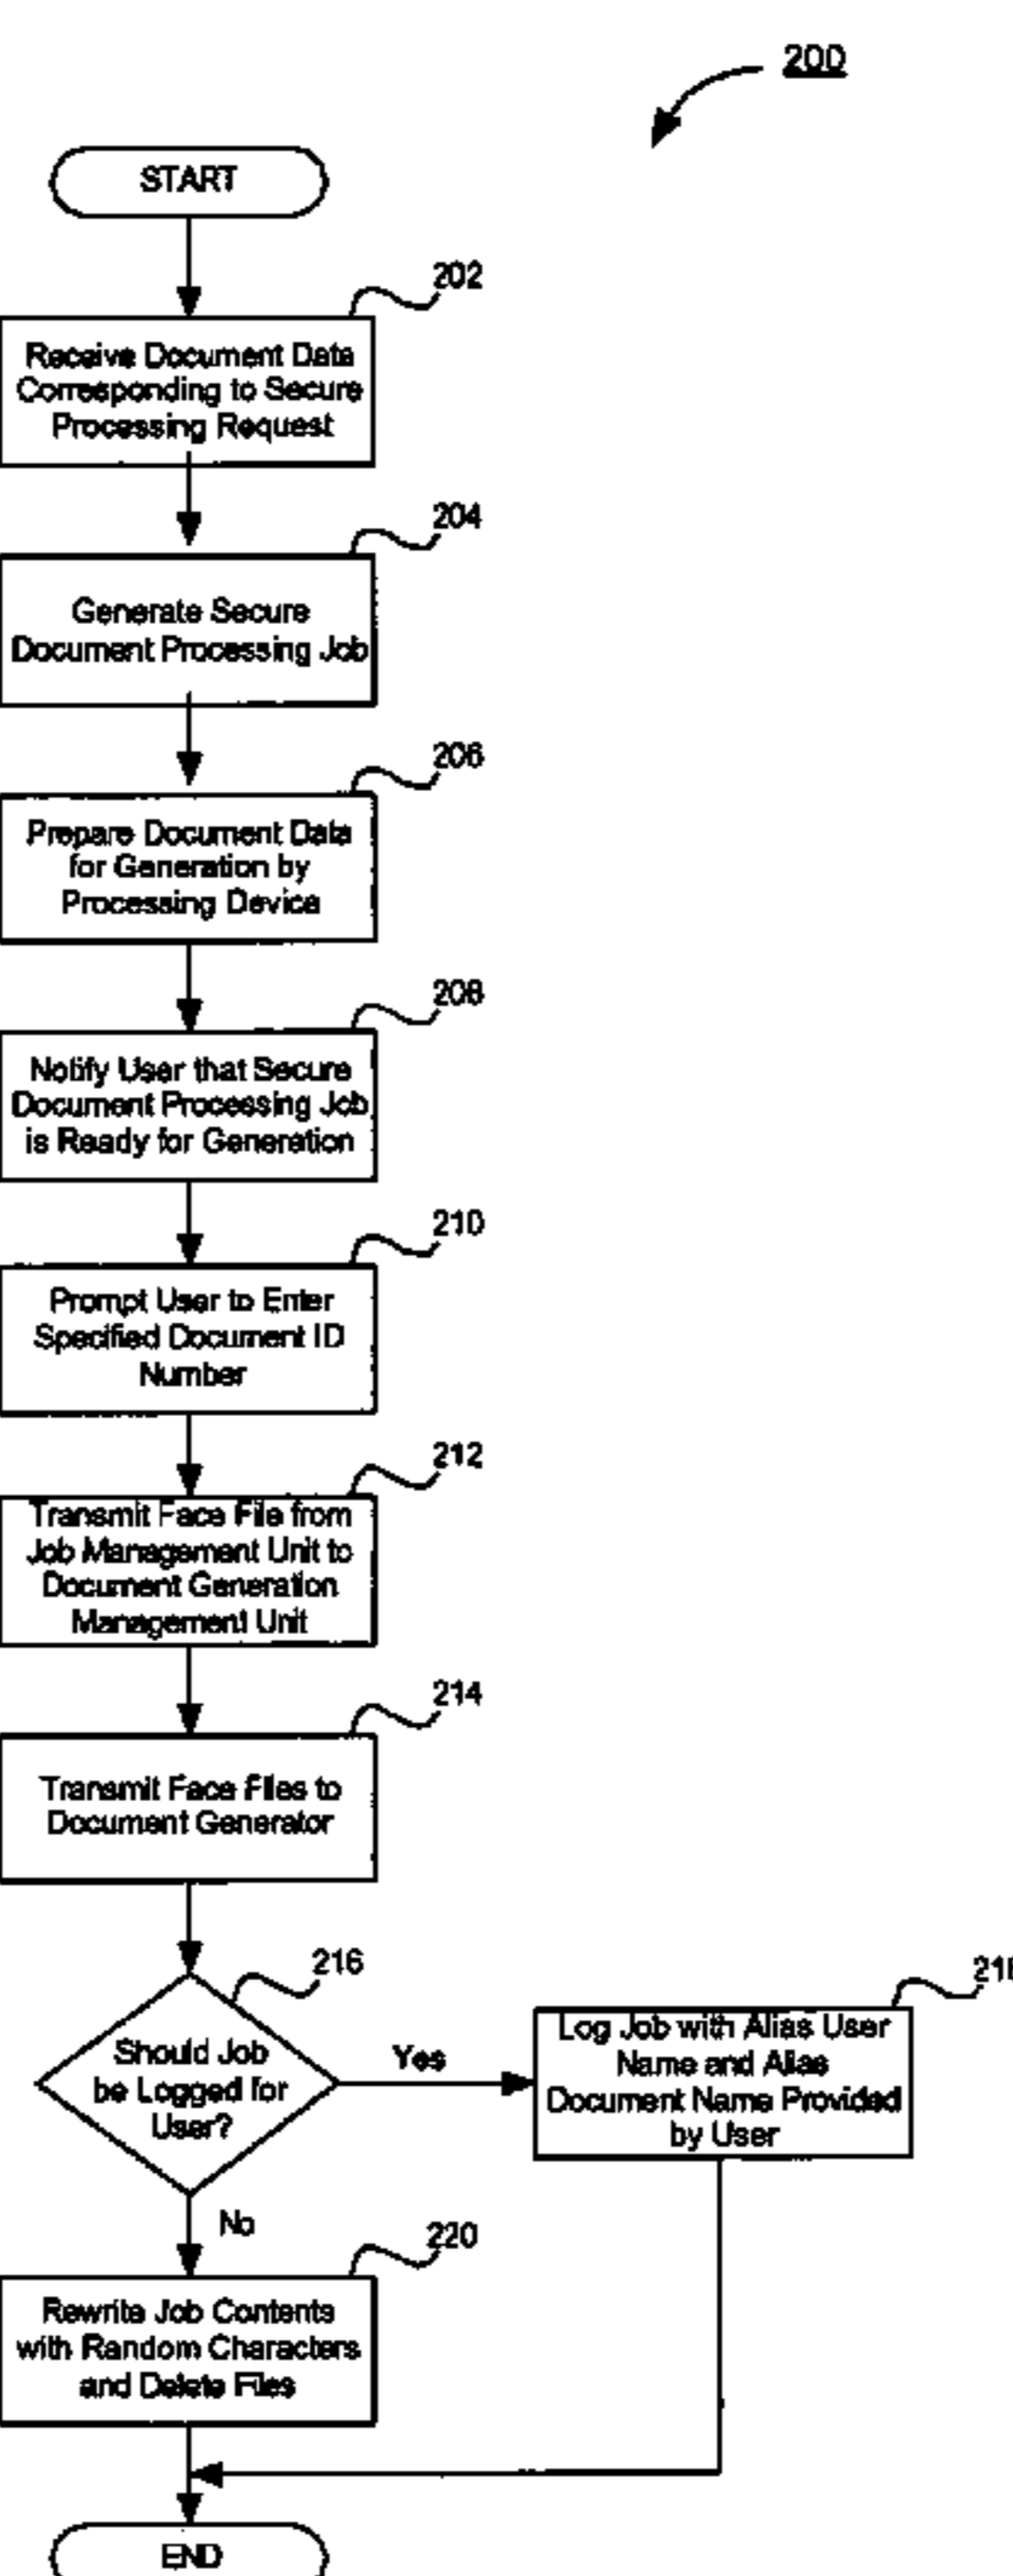 200
START
202
Receive Document Data
Corresponding to Secure
Processing Request
204
Generate Secure
Document Processing Job
206
Prepare Document Data
for Generation by
Processing Device
208
Notify User that Secure
Document Processing Job
is Ready for Generation
210
Prompt User to Enter
Specified Document ID
Number
212
Transmit Face File from
Job Management Unit to
Document Generation
Management Unit
214
Transmit Face Files to
Document Generator
216
Should Job
be Logged for
User?
Yes
Log Job with Alias User
Name and Alias
Document Name Provided
by User
No
220
Rewrite Job Contents
with Random Characters
and Delete Files
END